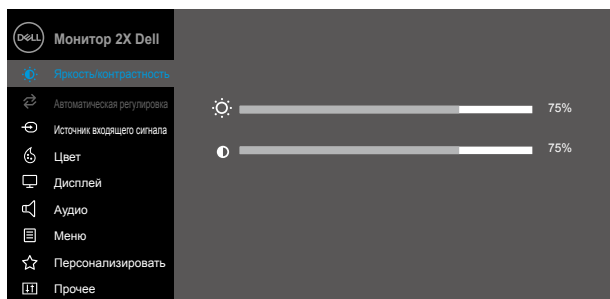 DELL
Монитор 2X Dell
Яркость/контрастность
Автоматическая регулировка
75%
Источник входящего сигнала
75%
Цвет
Дисплей
Аудио
Меню
Персонализировать
Прочее